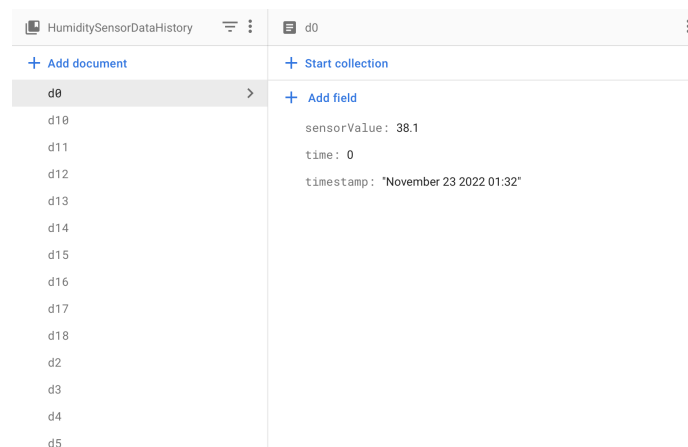 HumiditySensorDataHistory
Add document
d0
d10
d11
d12
d13
d14
d15
d16
d17
d18
d2
d3
d4
d5
d0
Start collection
Add field
sensorValue: 38.1
time: 0
timestamp: "November 23 2022 01:32"